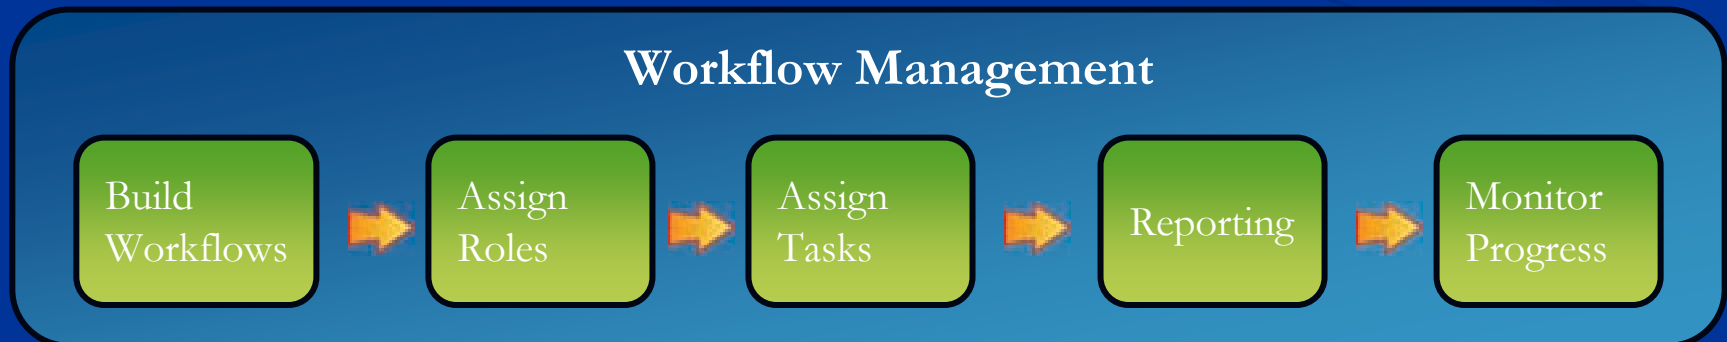 Workflow Management
Build
Workflows
Assign
Roles
Assign
Tasks
Reporting
Monitor
Progress